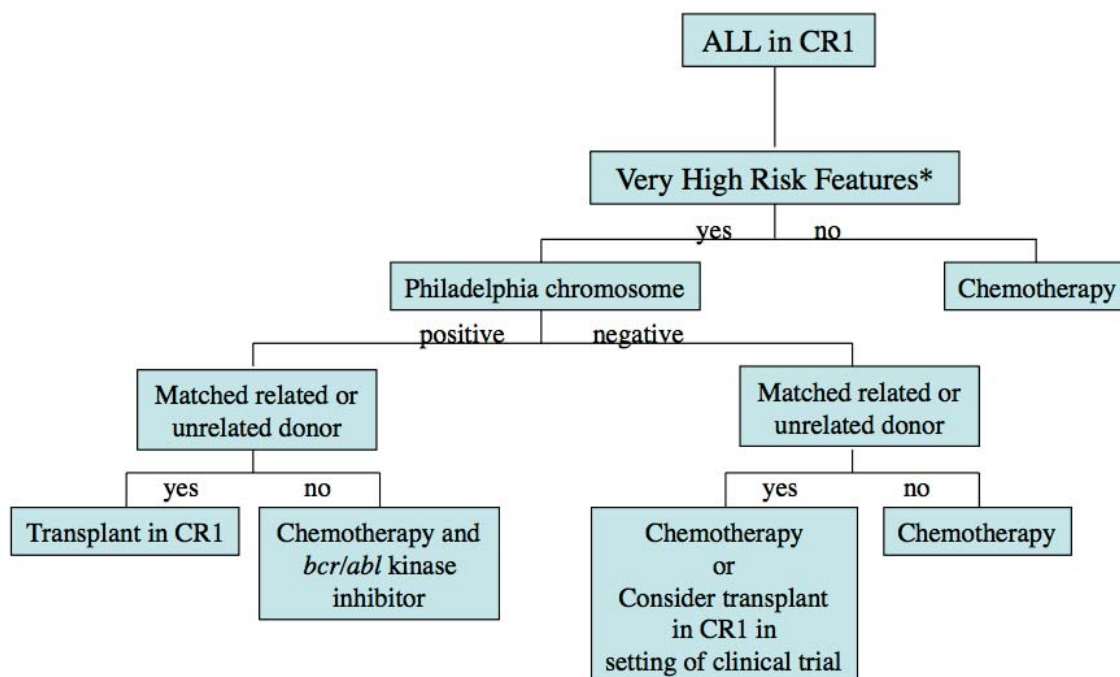 ALL in CR1
Very High Risk Features*
yes no
Philadelphia chromosome
Chemotherapy
positive negative
Matched related or
unrelated donor
Matched related or
unrelated donor
yes no
yes no
Transplant in CR1
Chemotherapy and
bcr/abl kinase
inhibitor
Chemotherapy
or
Consider transplant
in CR1 in
setting of clinical trial
Chemotherapy